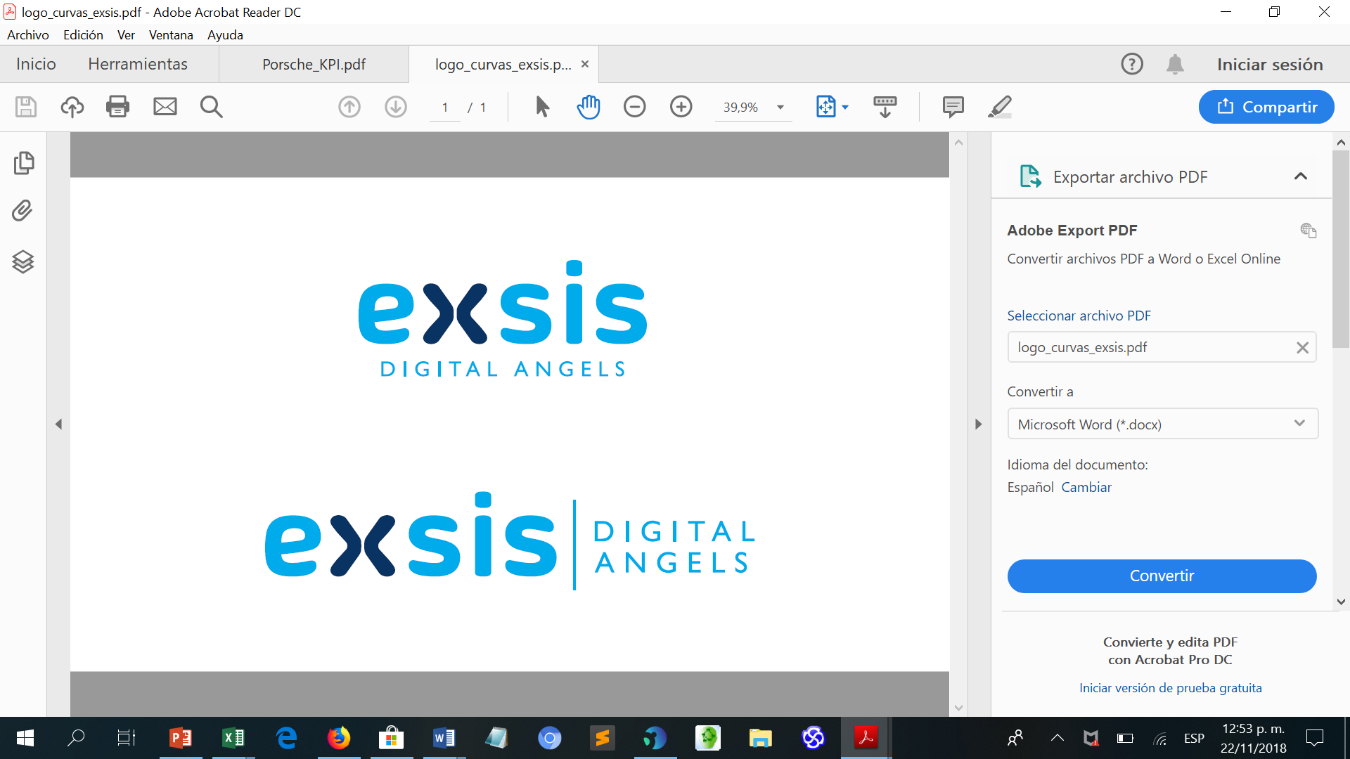 logo_curvas_exsis.pdf - Adobe Acrobat Reader DC
Archivo Edición Ver Ventana Ayuda
Inicio Herramientas Porsche_KPI.pdf logo_curvas_exsis.p... Iniciar sesión
1 / 1 39,9% Compartir
Exportar archivo PDF
Adobe Export PDF
Convertir archivos PDF a Word o Excel Online
Seleccionar archivo PDF
logo_curvas_exsis.pdf
Convertir a
Microsoft Word (*.docx)
Idioma del documento:
Español Cambiar
Convertir
Convierte y edita PDF
con Acrobat Pro DC
Iniciar versión de prueba gratuita
exsis
DIGITAL ANGELS
exsis
DIGITAL
ANGELS
ESP
12:53 p. m.
22/11/2018